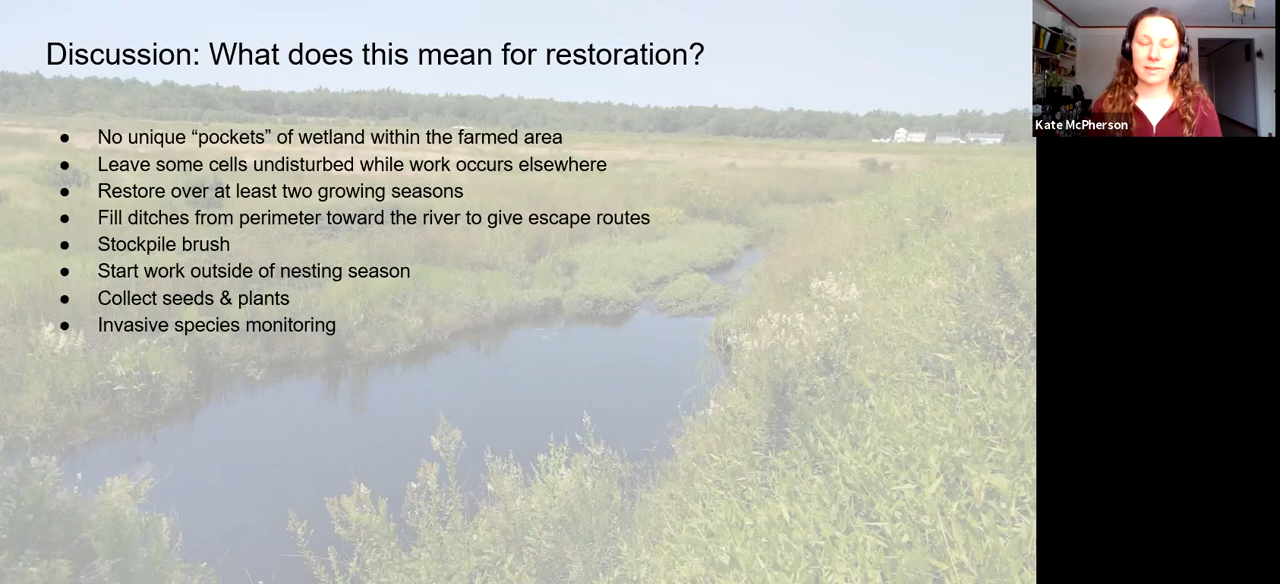 Discussion: What does this mean for restoration?
Kate McPherson
● No unique “pockets” of wetland within the farmed area
● Leave some cells undisturbed while work occurs elsewhere
● Restore over at least two growing seasons
● Fill ditches from perimeter toward the river to give escape routes
● Stockpile brush
● Start work outside of nesting season
● Collect seeds & plants
● Invasive species monitoring